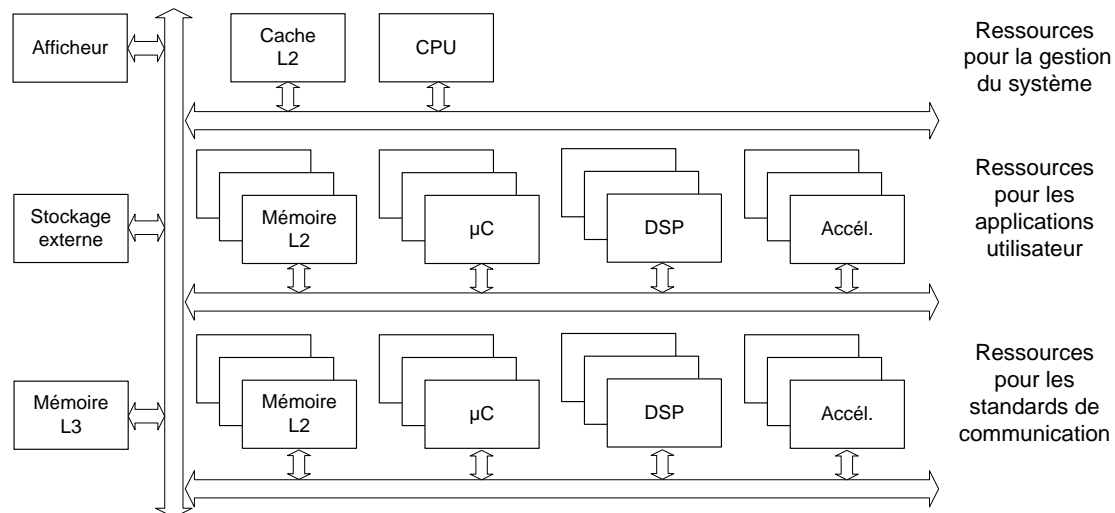 Afficheur
Cache
L2
CPU
Ressources
pour la gestion
du système
Stockage
externe
Mémoire
L2
µC
DSP
Accél.
Ressources
pour les
applications
utilisateur
Mémoire
L3
Mémoire
L2
µC
DSP
Accél.
Ressources
pour les
standards de
communication